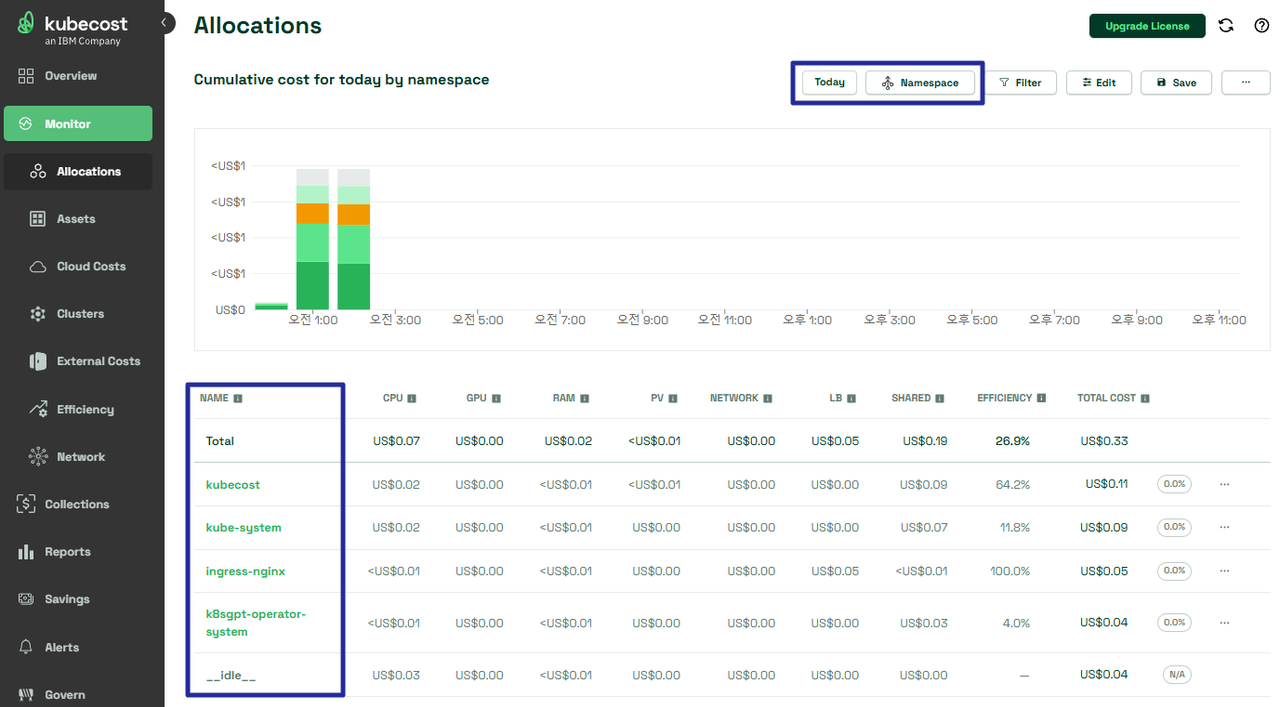 kubecost
an IBM Company
Overview
Monitor
Allocations
Assets
Cloud Costs
Clusters
External Costs
Efficiency
Network
Collections
Reports
Savings
Alerts
Govern
Allocations
Upgrade License
Cumulative cost for today by namespace
Today Namespace Filter Edit Save ...
<US$1
<US$1
<US$1
<US$1
US$0
오전 1:00 오전 3:00 오전 5:00 오전 7:00 오전 9:00 오전 11:00 오후 1:00 오후 3:00 오후 5:00 오후 7:00 오후 9:00 오후 11:00
NAME CPU GPU RAM PV NETWORK LB SHARED EFFICIENCY TOTAL COST
Total US$0.07 US$0.00 US$0.02 <US$0.01 US$0.00 US$0.05 US$0.19 26.9% US$0.33
kubecost US$0.02 US$0.00 <US$0.01 <US$0.01 US$0.00 US$0.00 US$0.09 64.2% US$0.11 0.0% ...
kube-system US$0.02 US$0.00 <US$0.01 US$0.00 US$0.00 US$0.00 US$0.07 11.8% US$0.09 0.0% ...
ingress-nginx <US$0.01 US$0.00 <US$0.01 US$0.00 US$0.00 US$0.05 <US$0.01 100.0% US$0.05 0.0% ...
k8sgpt-operator-
system <US$0.01 US$0.00 <US$0.01 US$0.00 US$0.00 US$0.00 US$0.03 4.0% US$0.04 0.0% ...
__idle__ US$0.03 US$0.00 <US$0.01 US$0.00 US$0.00 US$0.00 US$0.00 — US$0.04 N/A